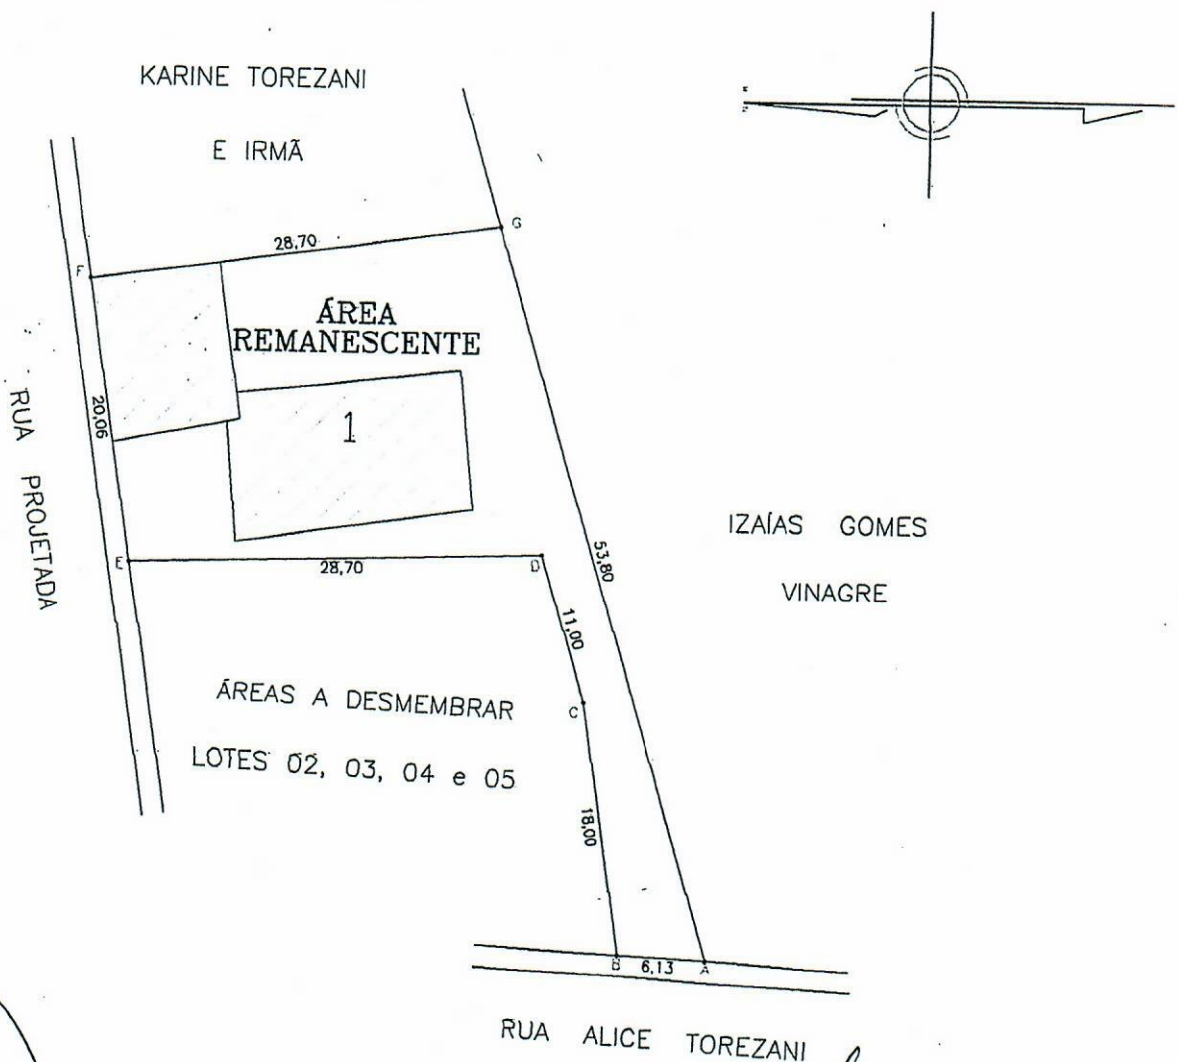 KARINE TOREZANI
E IRMÃ
G
28,70
F
ÁREA
REMANESCENTE
1
20,06
RUA PROJETADA
IZAÍAS GOMES
VINAGRE
53,80
E
28,70
D
11,00
ÁREAS A DESMEMBRAR
C
LOTES 02, 03, 04 e 05
18,00
B
6,13
A
RUA ALICE TOREZANI